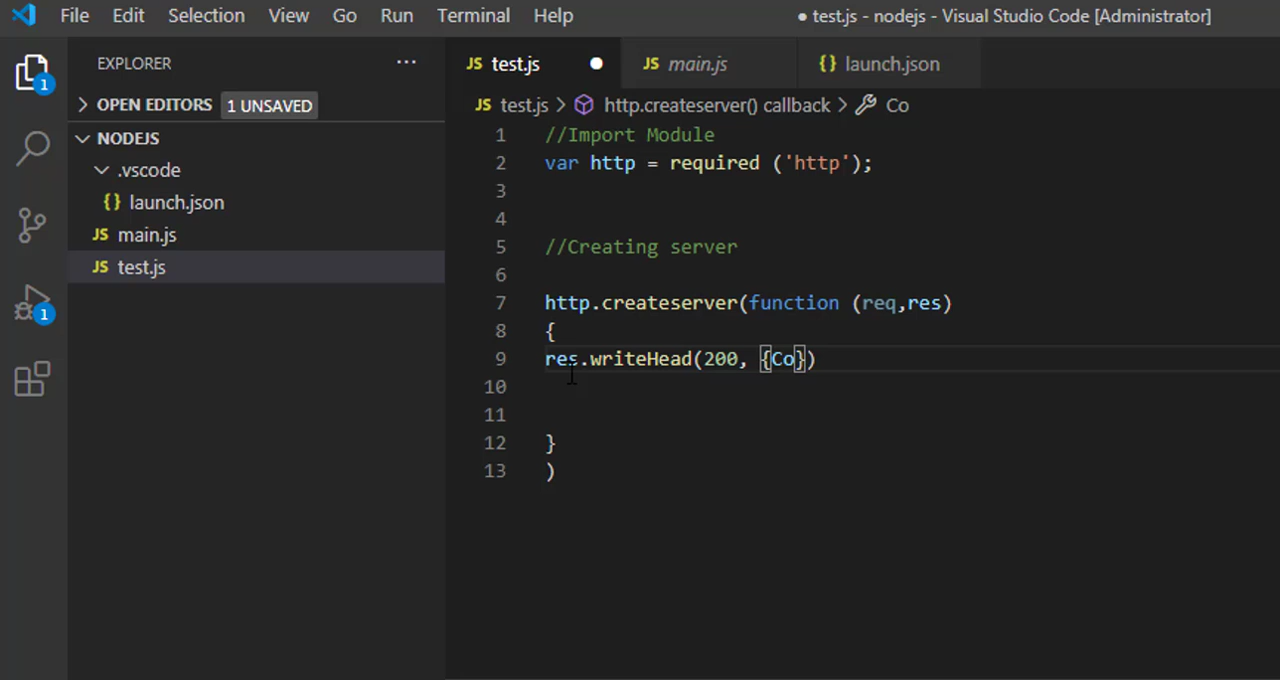 File Edit Selection View Go Run Terminal Help ● test.js - nodejs - Visual Studio Code [Administrator]
EXPLORER ···
JS test.js ● JS main.js {} launch.json
1
> OPEN EDITORS 1 UNSAVED
JS test.js > http.createserver() callback > Co
NODEJS
.vscode
{} launch.json
JS main.js
JS test.js
1
1 //Import Module
2 var http = required ('http');
3
4
5 //Creating server
6
7 http.createserver(function (req,res)
8 {
9 res.writeHead(200, {Co})
10
11
12 }
13 )